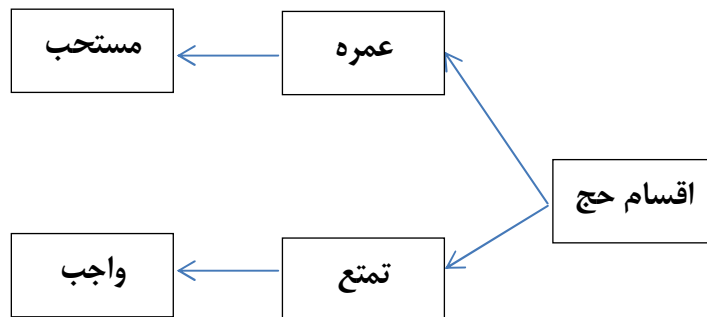 اقسام حج
عمره
مستحب
تمتع
واجب